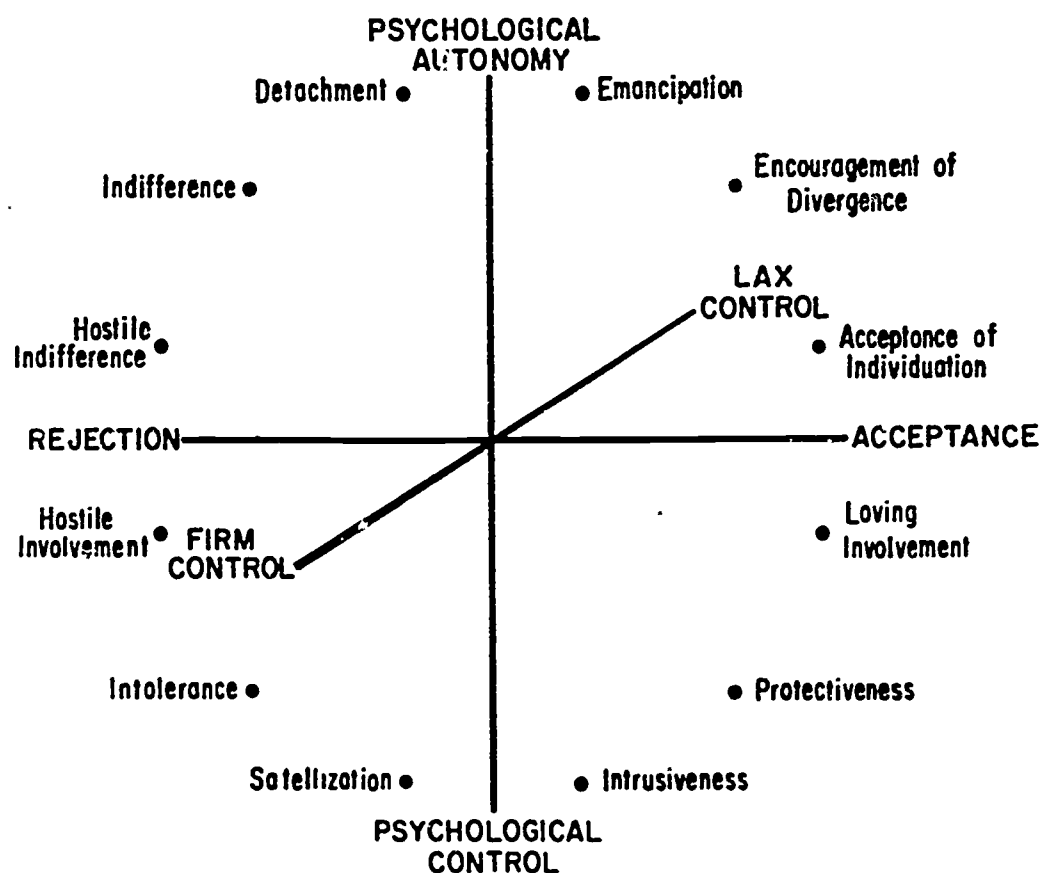 PSYCHOLOGICAL
AUTONOMY
Detachment
Emancipation
Indifference
Encouragement of
Divergence
LAX
CONTROL
Hostile
Indifference
Acceptance of
Individuation
REJECTION
ACCEPTANCE
Hostile
Involvement
FIRM
CONTROL
Loving
Involvement
Intolerance
Protectiveness
Satellization
Intrusiveness
PSYCHOLOGICAL
CONTROL